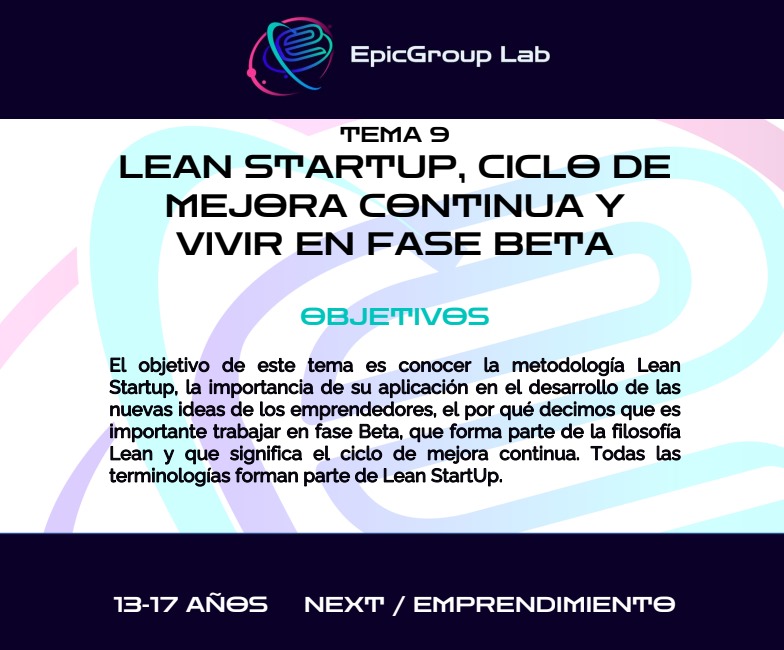 EpicGroup Lab
TEMA 9
LEAN STARTUP, CICLO DE
MEJORA CONTINUA Y
VIVIR EN FASE BETA
OBJETIVOS
El objetivo de este tema es conocer la metodología Lean
Startup, la importancia de su aplicación en el desarrollo de las
nuevas ideas de los emprendedores, el por qué decimos que es
importante trabajar en fase Beta, que forma parte de la filosofía
Lean y que significa el ciclo de mejora continua. Todas las
terminologías forman parte de Lean StartUp.
13-17 AÑOS NEXT / EMPRENDIMIENTO